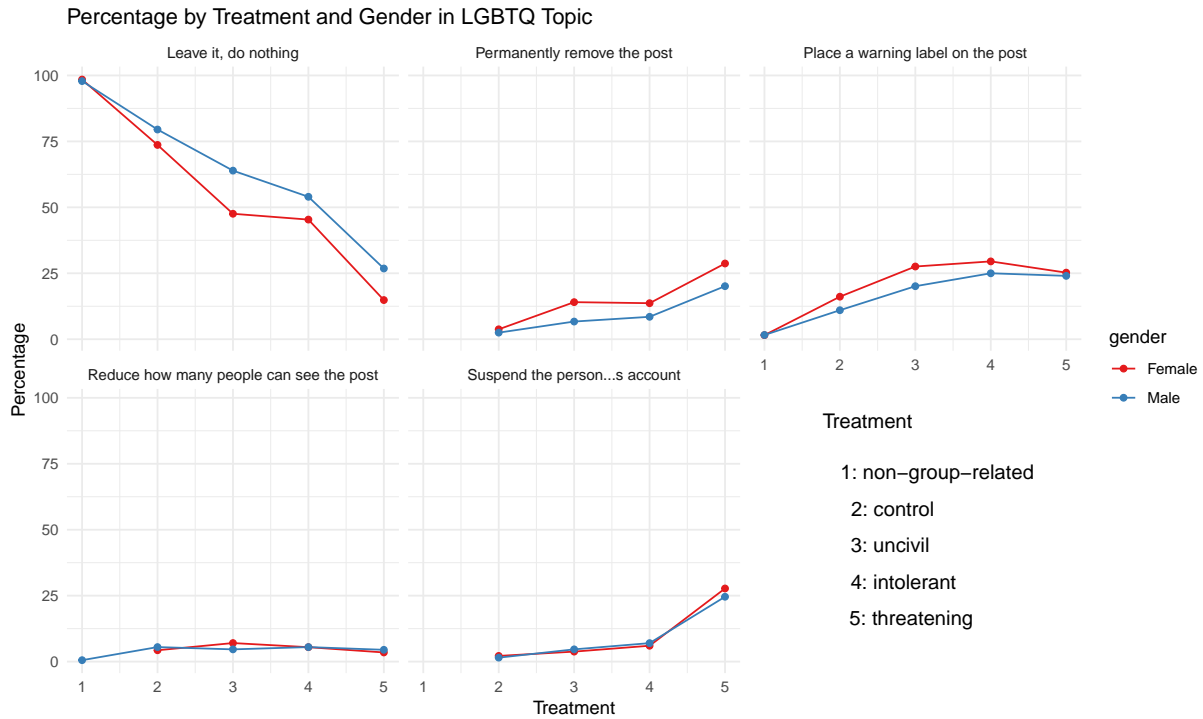 Percentage by Treatment and Gender in LGBTQ Topic
Leave it, do nothing
Permanently remove the post
Place a warning label on the post
100
75
50
25
0
1 2 3 4 5
Percentage
gender
Female
Male
Reduce how many people can see the post
Suspend the person...s account
100
75
50
25
0
1 2 3 4 5
1 2 3 4 5
Treatment
Treatment
1: non−group−related
2: control
3: uncivil
4: intolerant
5: threatening